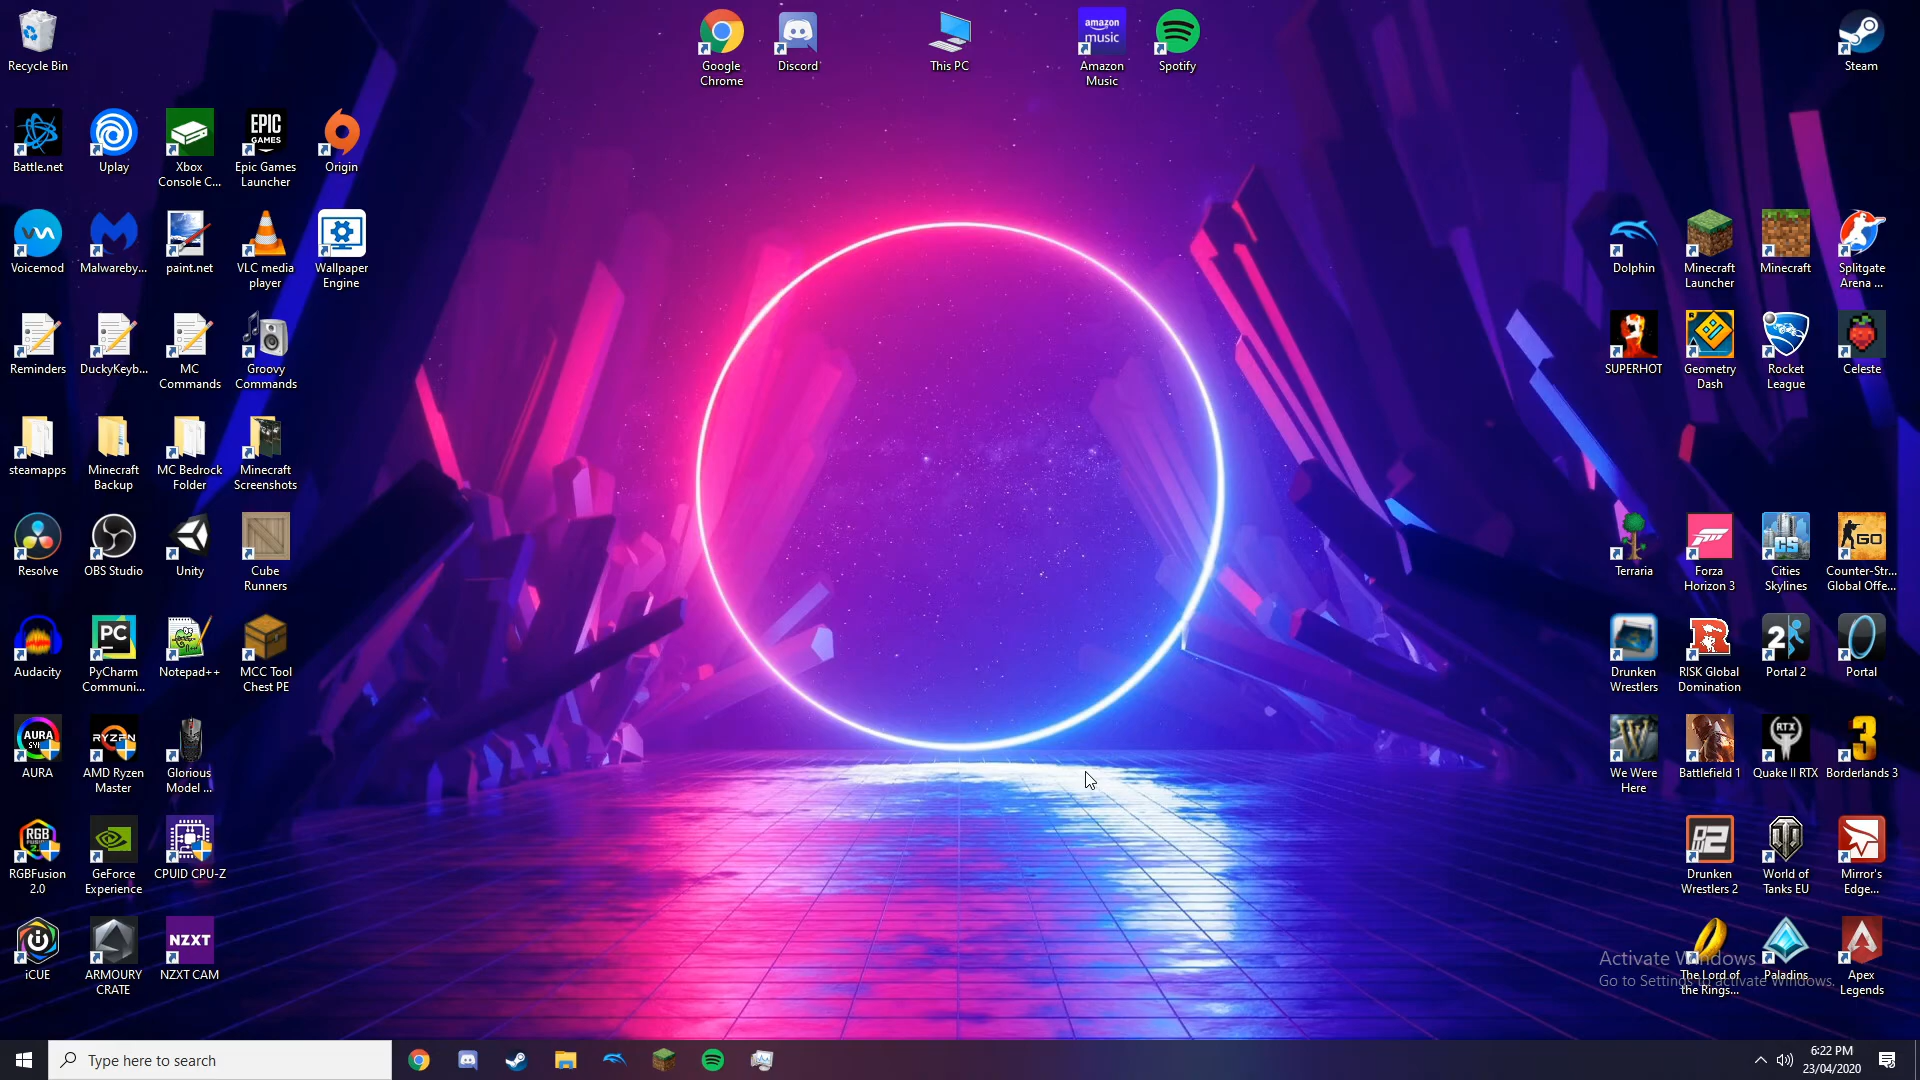 Recycle Bin
Google
Chrome
Discord
This PC
amazon
music
Amazon
Music
Spotify
Steam
Battle.net
Uplay
Xbox
Console C...
EPIC
GAMES
Epic Games
Launcher
Origin
Voicemod
Malwareby...
paint.net
VLC media
player
Wallpaper
Engine
Dolphin
Minecraft
Launcher
Minecraft
Splitgate
Arena ...
Reminders
DuckyKeyb...
MC
Commands
Groovy
Commands
SUPERHOT
Geometry
Dash
Rocket
League
Celeste
steamapps
Minecraft
Backup
MC Bedrock
Folder
Minecraft
Screenshots
Resolve
OBS Studio
Unity
Cube
Runners
Terraria
Forza
Horizon 3
CS
Cities
Skylines
GO
Counter-Str...
Global Offe...
Audacity
PC
PyCharm
Communi...
Notepad++
MCC Tool
Chest PE
Drunken
Wrestlers
R
RISK Global
Domination
2
Portal 2
Portal
AURA
AURA
RYZEN
AMD Ryzen
Master
Glorious
Model ...
W
We Were
Here
Battlefield 1
RTX
Quake II RTX
3
Borderlands 3
RGB
RGBFusion
2.0
GeForce
Experience
CPUID CPU-Z
Drunken
Wrestlers 2
World of
Tanks EU
Mirror's
Edge...
iCUE
ARMOURY
CRATE
NZXT
NZXT CAM
The Lord of
the Rings...
Paladins
Apex
Legends
Activate Windows
Go to Settings to activate Windows.
Type here to search
6:22 PM
23/04/2020